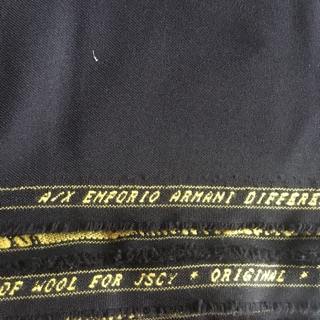 A/X EMPORIO ARMANI DIFFERE
OF WOOL FOR JSCY * ORIGINAL *